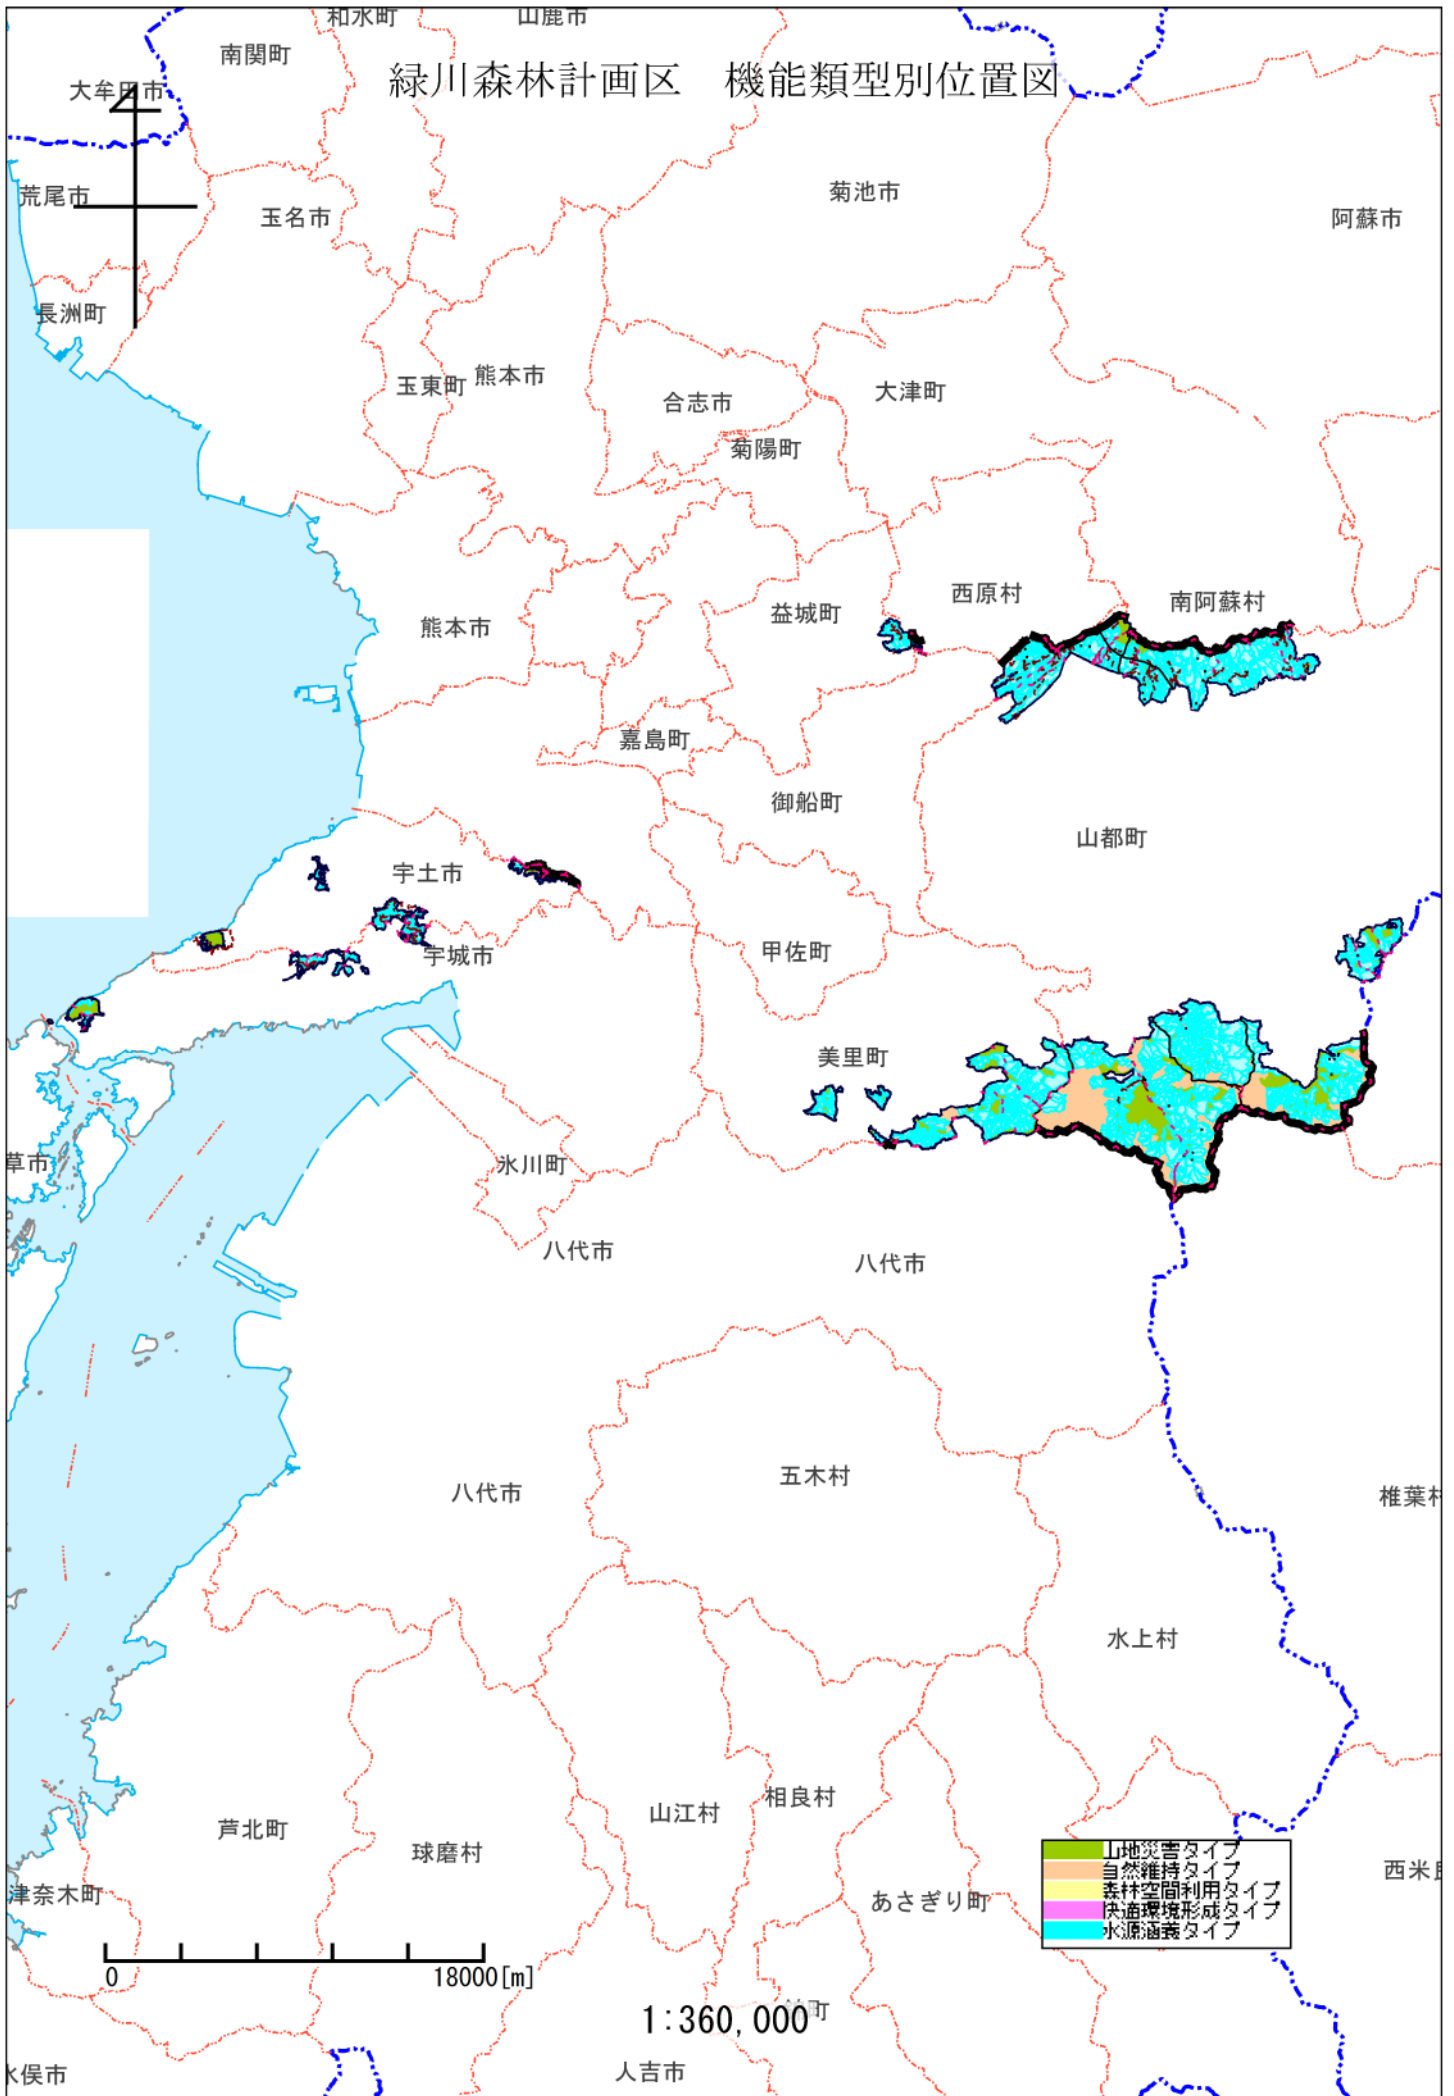 和水町
山鹿市
南関町
緑川森林計画区　機能類型別位置図
大牟田市
荒尾市
玉名市
菊池市
阿蘇市
長洲町
玉東町
熊本市
合志市
大津町
菊陽町
西原村
南阿蘇村
益城町
熊本市
嘉島町
御船町
山都町
宇土市
宇城市
甲佐町
美里町
草市
氷川町
八代市
八代市
五木村
八代市
椎葉村
水上村
相良村
山江村
芦北町
球磨村
山地災害タイプ
自然維持タイプ
森林空間利用タイプ
快適環境形成タイプ
水源涵養タイプ
西米良
津奈木町
あさぎり町
0
18000[m]
1:360,000
町
人吉市
水俣市